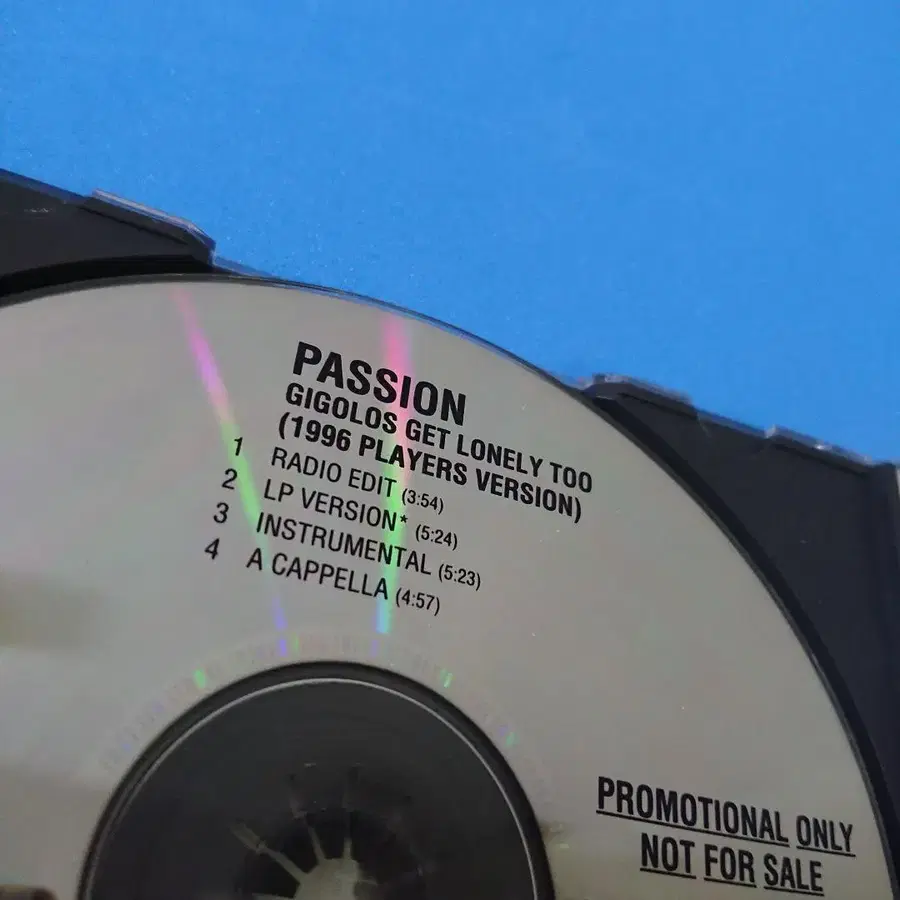 PASSION
GIGOLOS GET LONELY TOO
(1996 PLAYERS VERSION)
1 RADIO EDIT (3:54)
2 LP VERSION* (5:24)
3 INSTRUMENTAL (5:23)
4 A CAPPELLA (4:57)
PROMOTIONAL ONLY
NOT FOR SALE